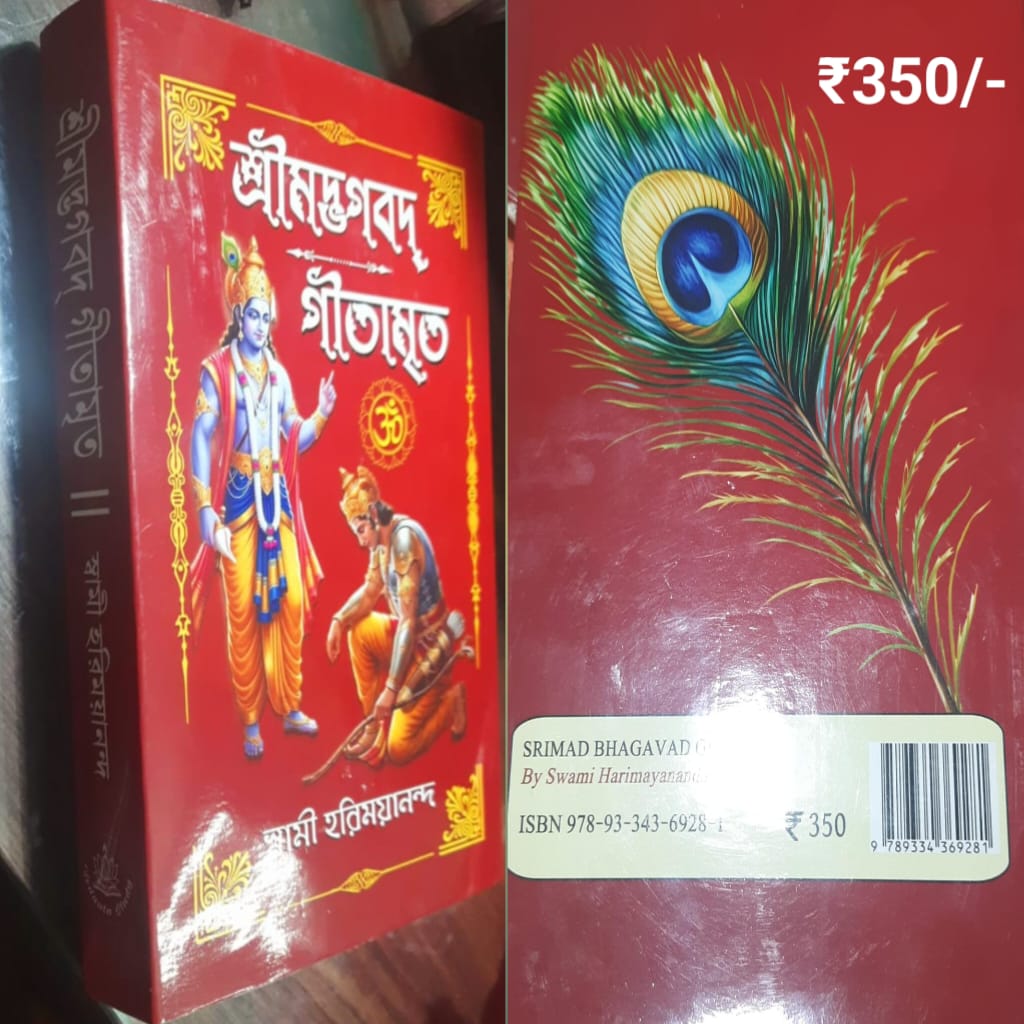 শ্রীমদ্ভগবদ্ গীতামৃত || স্বামী হরিময়ানন্দ
শ্রীমদ্ভগবদ্
গীতামৃত
ॐ
স্বামী হরিময়ানন্দ
₹350/-
SRIMAD BHAGAVAD
By Swami Harimayananda
ISBN 978-93-343-6928-1
₹ 350
9 789334 369281